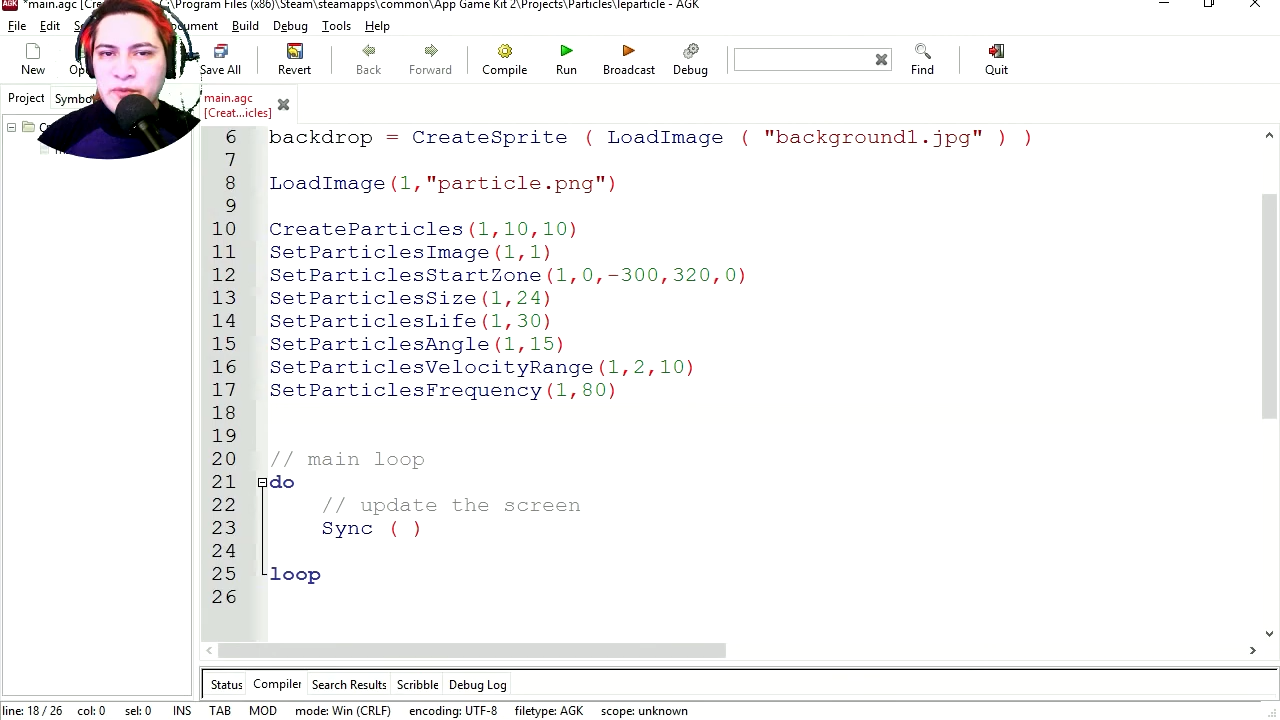 *main.agc [Cre
C:\Program Files (x86)\Steam\steamapps\common\App Game Kit 2\Projects\Particles\leparticle - AGK
File Edit Document Build Debug Tools Help
New Save All Revert Back Forward Compile Run Broadcast Debug Find Quit
Project Symbols
main.agc
[Creat...icles]
6 backdrop = CreateSprite ( LoadImage ( "background1.jpg" ) )
7
8 LoadImage(1,"particle.png")
9
10 CreateParticles(1,10,10)
11 SetParticlesImage(1,1)
12 SetParticlesStartZone(1,0,-300,320,0)
13 SetParticlesSize(1,24)
14 SetParticlesLife(1,30)
15 SetParticlesAngle(1,15)
16 SetParticlesVelocityRange(1,2,10)
17 SetParticlesFrequency(1,80)
18
19
20 // main loop
21 do
22 // update the screen
23 Sync ( )
24
25 loop
26
Status Compiler Search Results Scribble Debug Log
line: 18 / 26 col: 0 sel: 0 INS TAB MOD mode: Win (CRLF) encoding: UTF-8 filetype: AGK scope: unknown